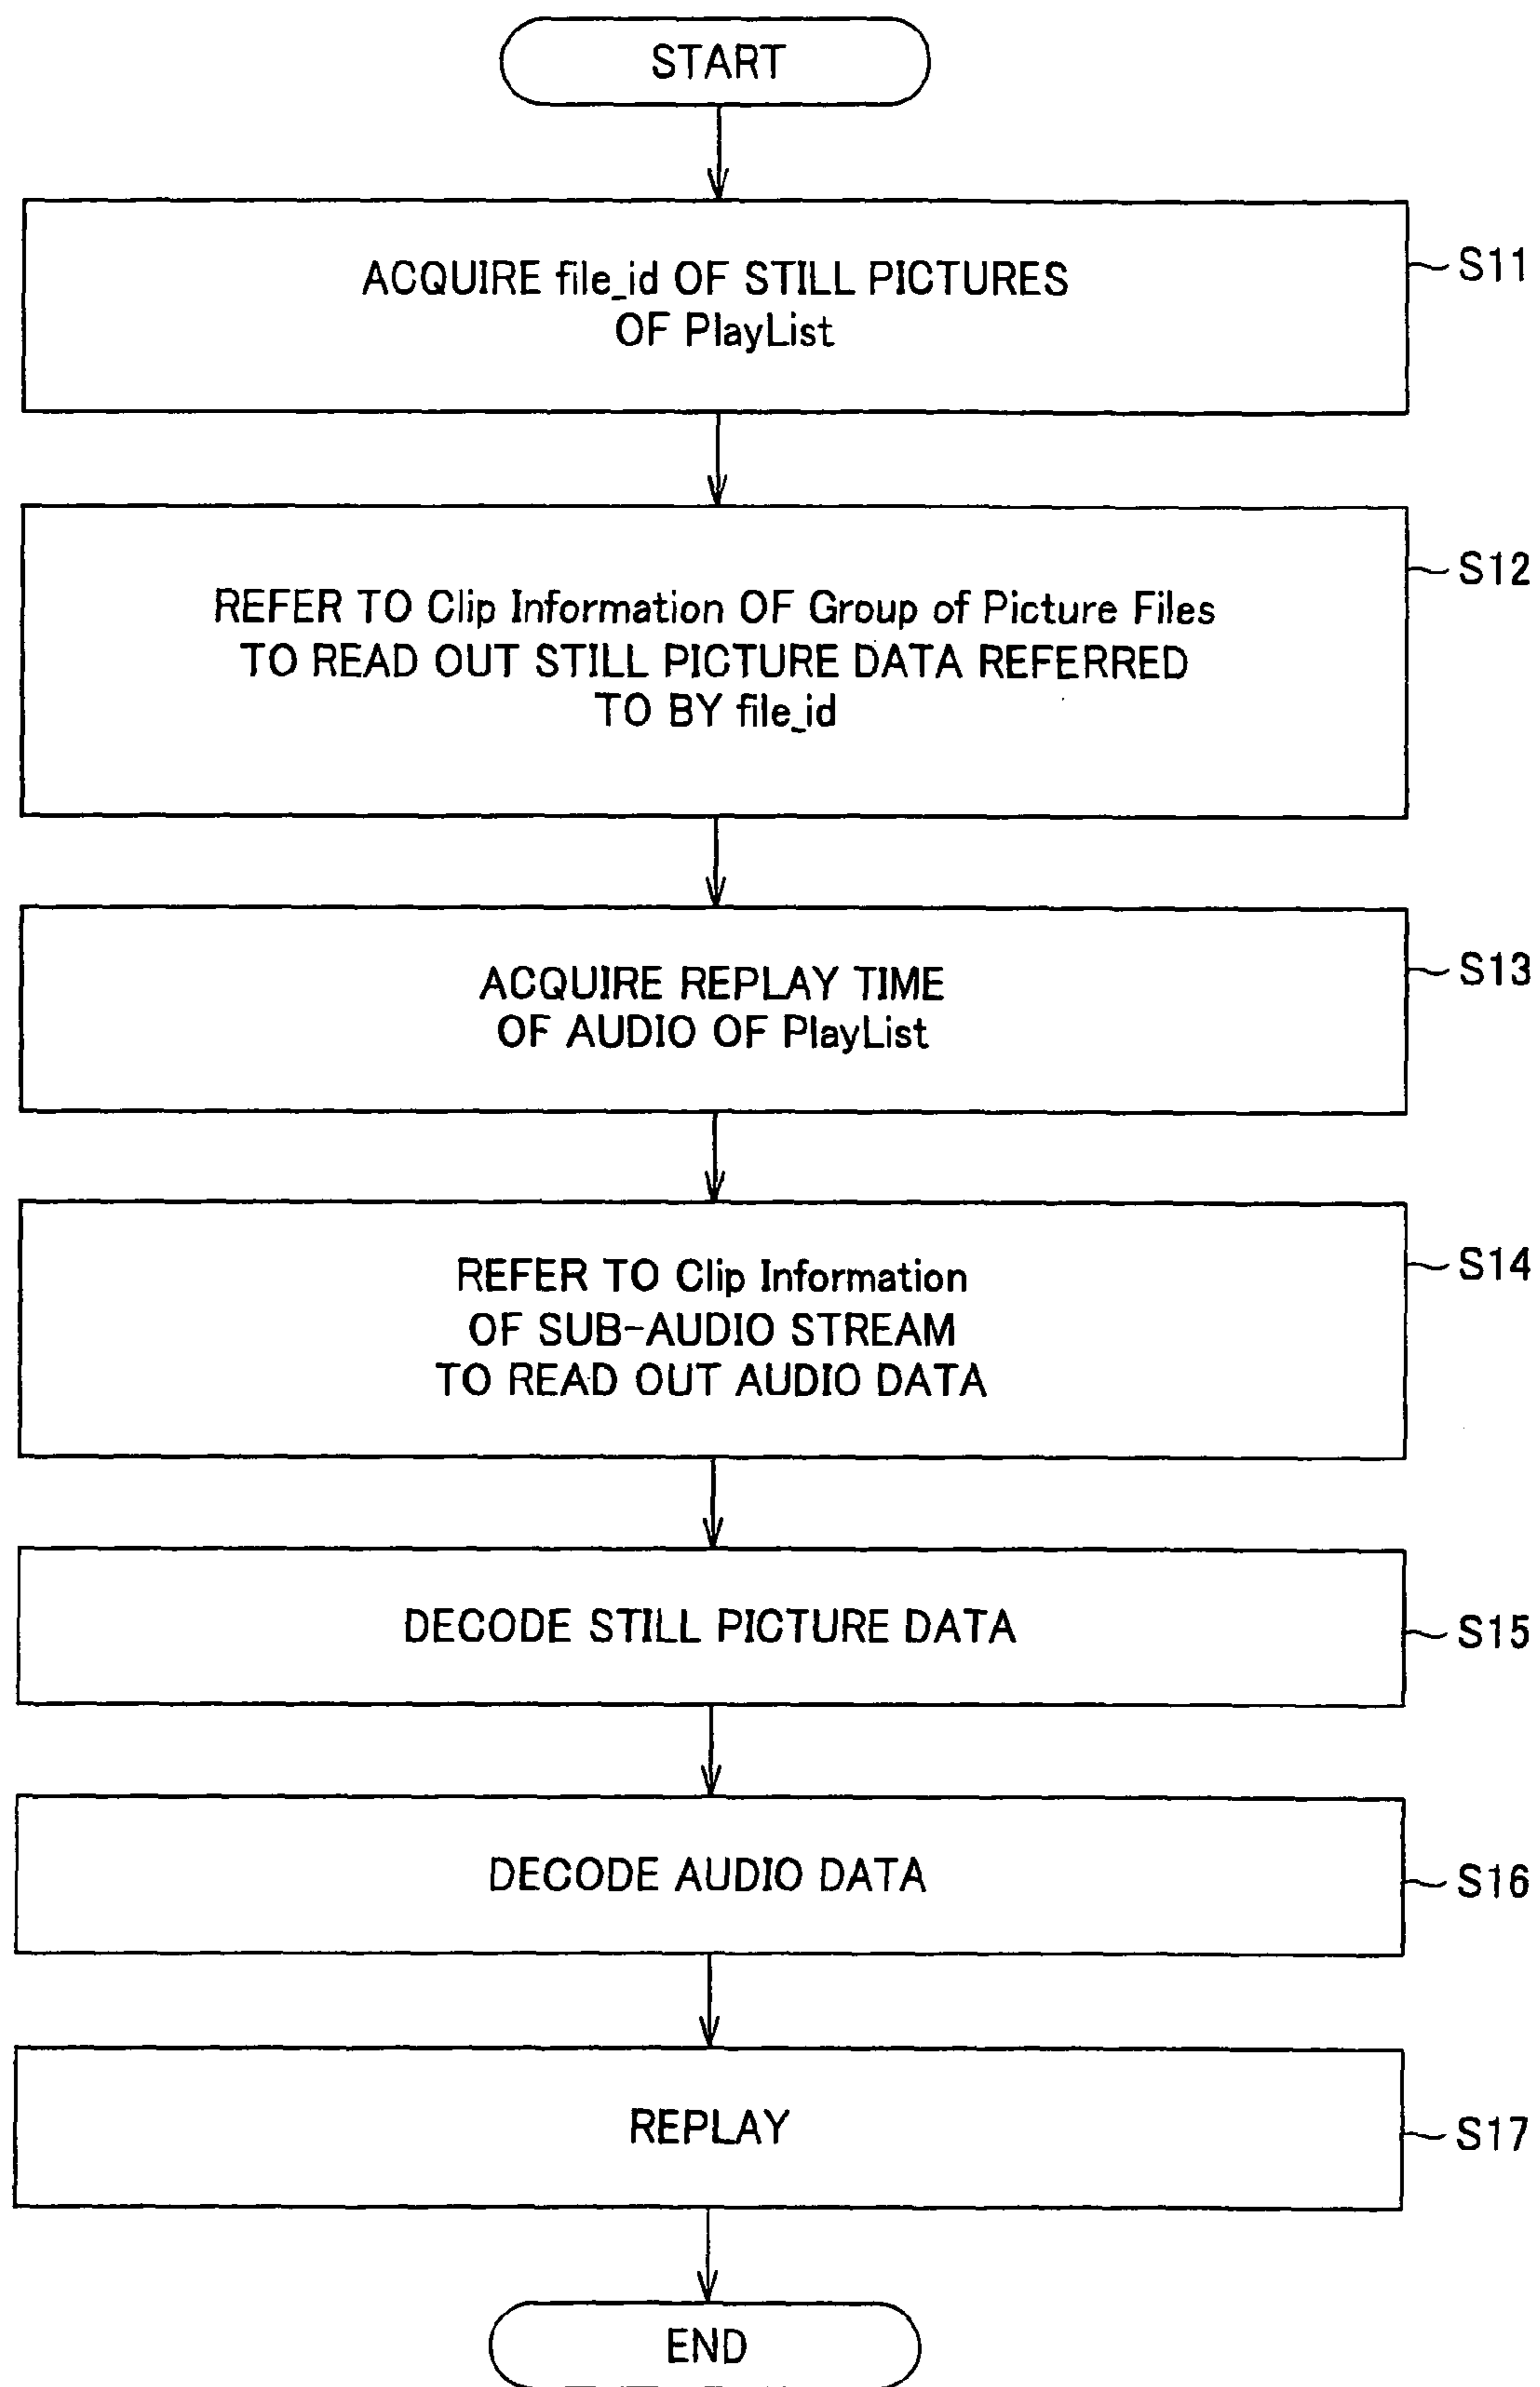 START
ACQUIRE file_id OF STILL PICTURES
OF PlayList
S11
REFER TO Clip Information OF Group of Picture Files
TO READ OUT STILL PICTURE DATA REFERRED
TO BY file_id
S12
ACQUIRE REPLAY TIME
OF AUDIO OF PlayList
S13
REFER TO Clip Information
OF SUB-AUDIO STREAM
TO READ OUT AUDIO DATA
S14
DECODE STILL PICTURE DATA
S15
DECODE AUDIO DATA
S16
REPLAY
S17
END